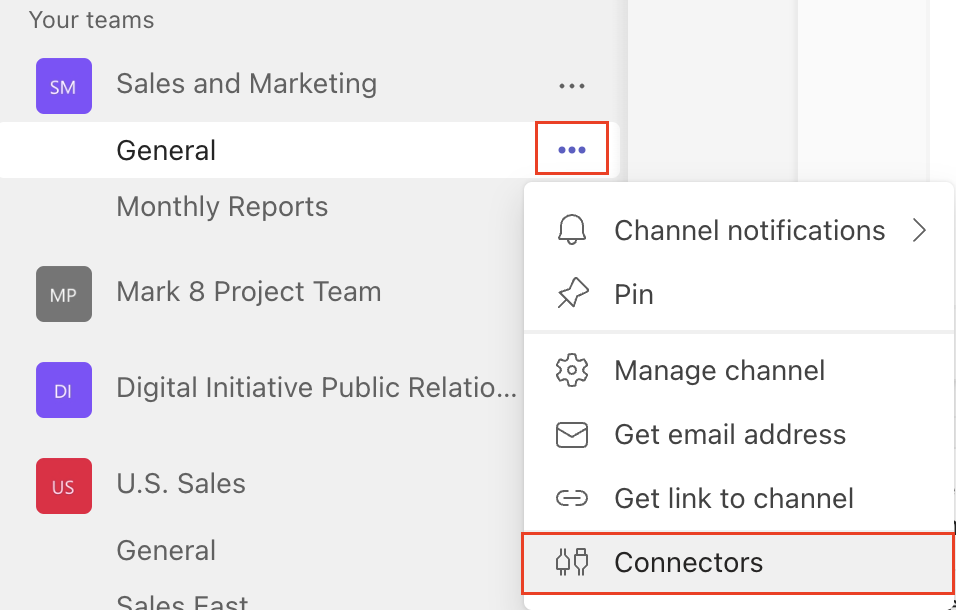 Your teams
SM
Sales and Marketing
General
Monthly Reports
MP
Mark 8 Project Team
DI
Digital Initiative Public Relatio...
US
U.S. Sales
General
Sales East
Channel notifications
Pin
Manage channel
Get email address
Get link to channel
Connectors